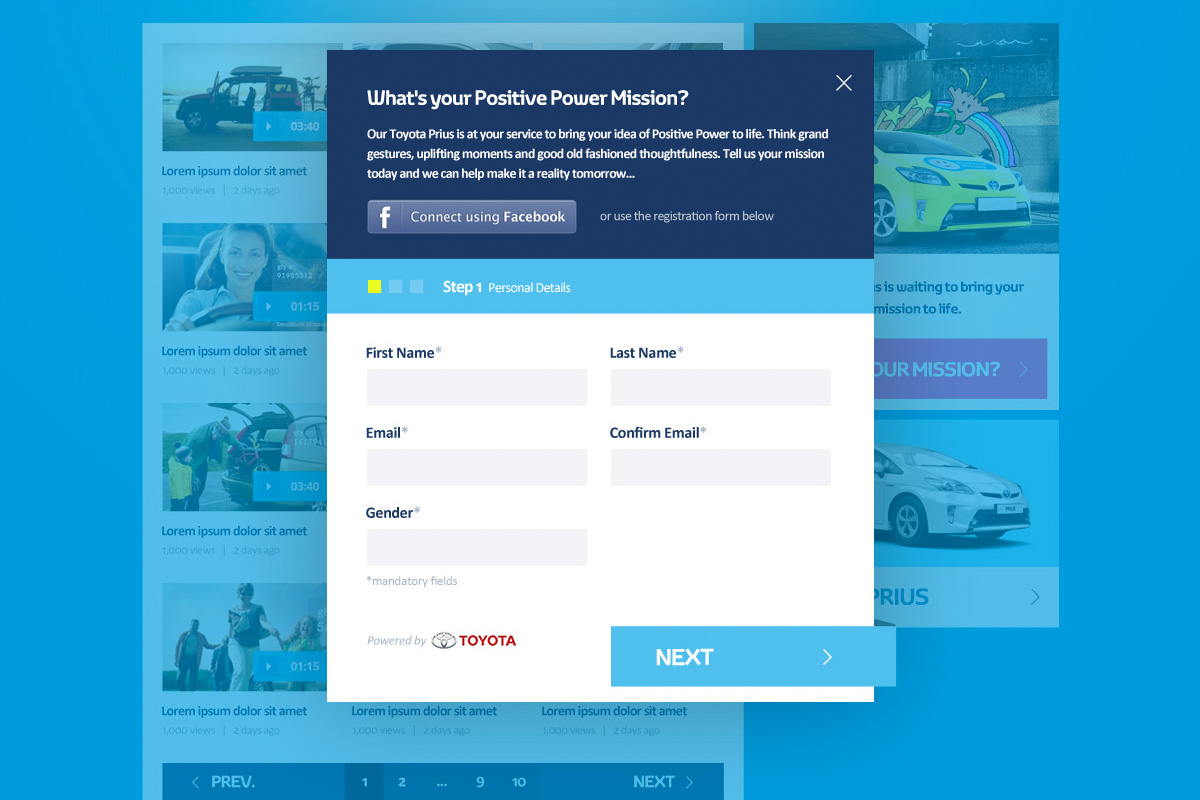 What's your Positive Power Mission?
Our Toyota Prius is at your service to bring your idea of Positive Power to life. Think grand
gestures, uplifting moments and good old fashioned thoughtfulness. Tell us your mission
today and we can help make it a reality tomorrow...
Connect using Facebook
or use the registration form below
Step 1 Personal Details
First Name*
Last Name*
Email*
Confirm Email*
Gender*
*mandatory fields
Powered by TOYOTA
NEXT
03:40
Lorem ipsum dolor sit amet
1,000 views | 2 days ago
01:15
Lorem ipsum dolor sit amet
1,000 views | 2 days ago
03:40
Lorem ipsum dolor sit amet
1,000 views | 2 days ago
01:15
Lorem ipsum dolor sit amet
1,000 views | 2 days ago
Lorem ipsum dolor sit amet
1,000 views | 2 days ago
Lorem ipsum dolor sit amet
1,000 views | 2 days ago
PREV. 1 2 ... 9 10 NEXT
is waiting to bring your
mission to life.
OUR MISSION?
PRIUS
PRIUS